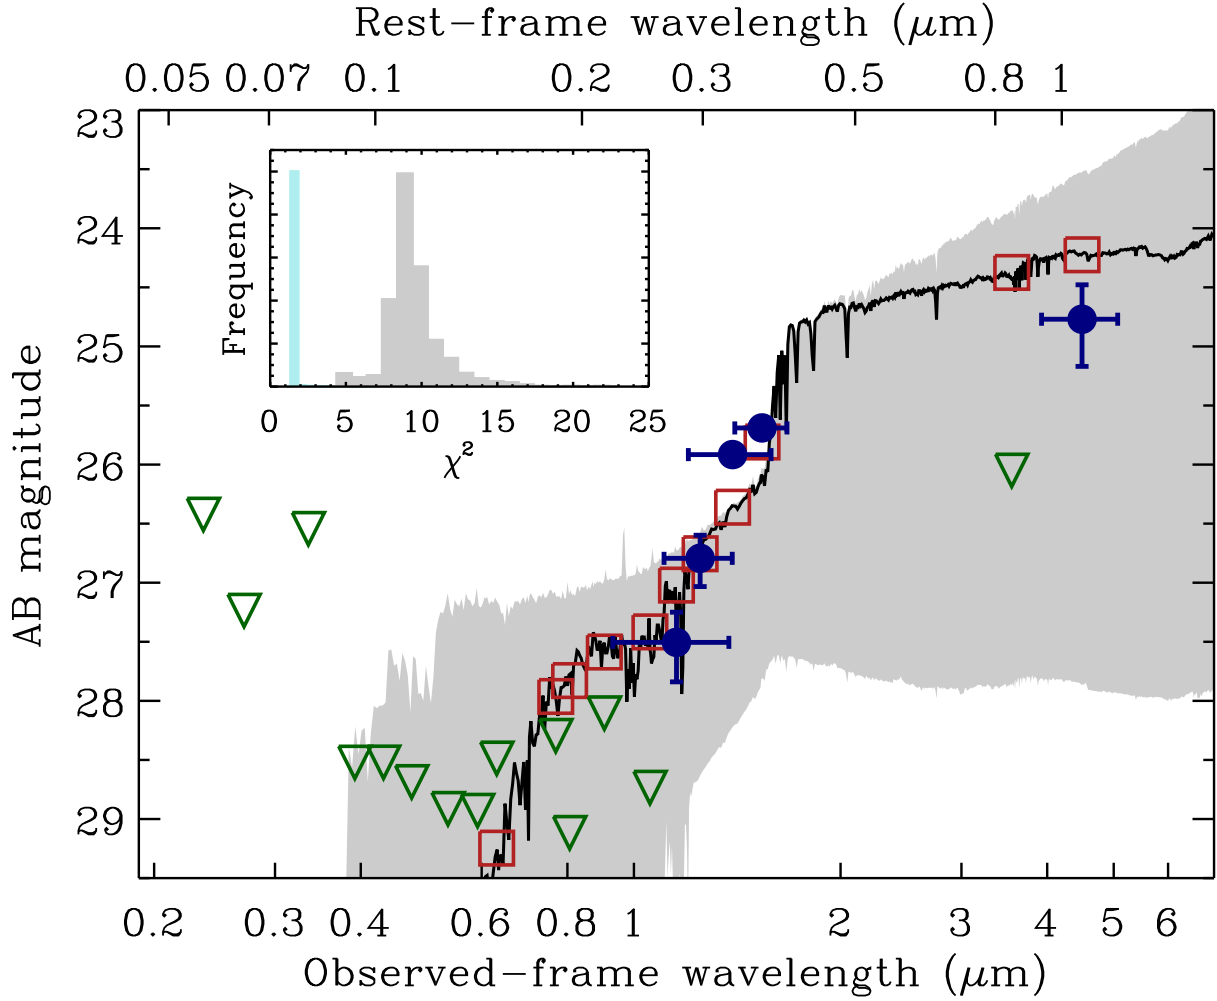 Rest−frame wavelength (μm)
0.05 0.07 0.1 0.2 0.3 0.5 0.8 1
23
24
25
26
27
28
29
AB magnitude
Frequency
0 5 10 15 20 25
χ²
0.2 0.3 0.4 0.6 0.8 1 2 3 4 5 6
Observed−frame wavelength (μm)